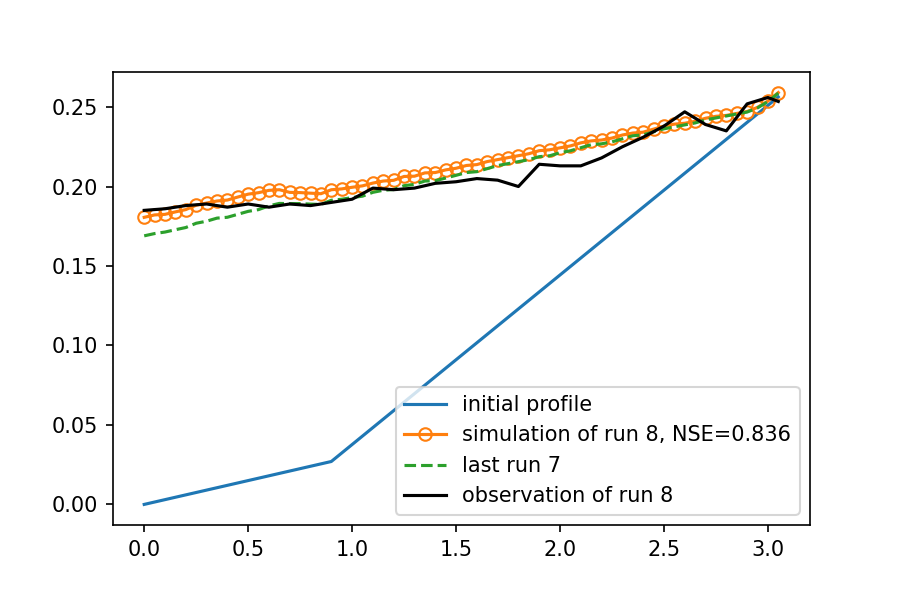 0.25
0.20
0.15
0.10
0.05
0.00
initial profile
simulation of run 8, NSE=0.836
last run 7
observation of run 8
0.0 0.5 1.0 1.5 2.0 2.5 3.0